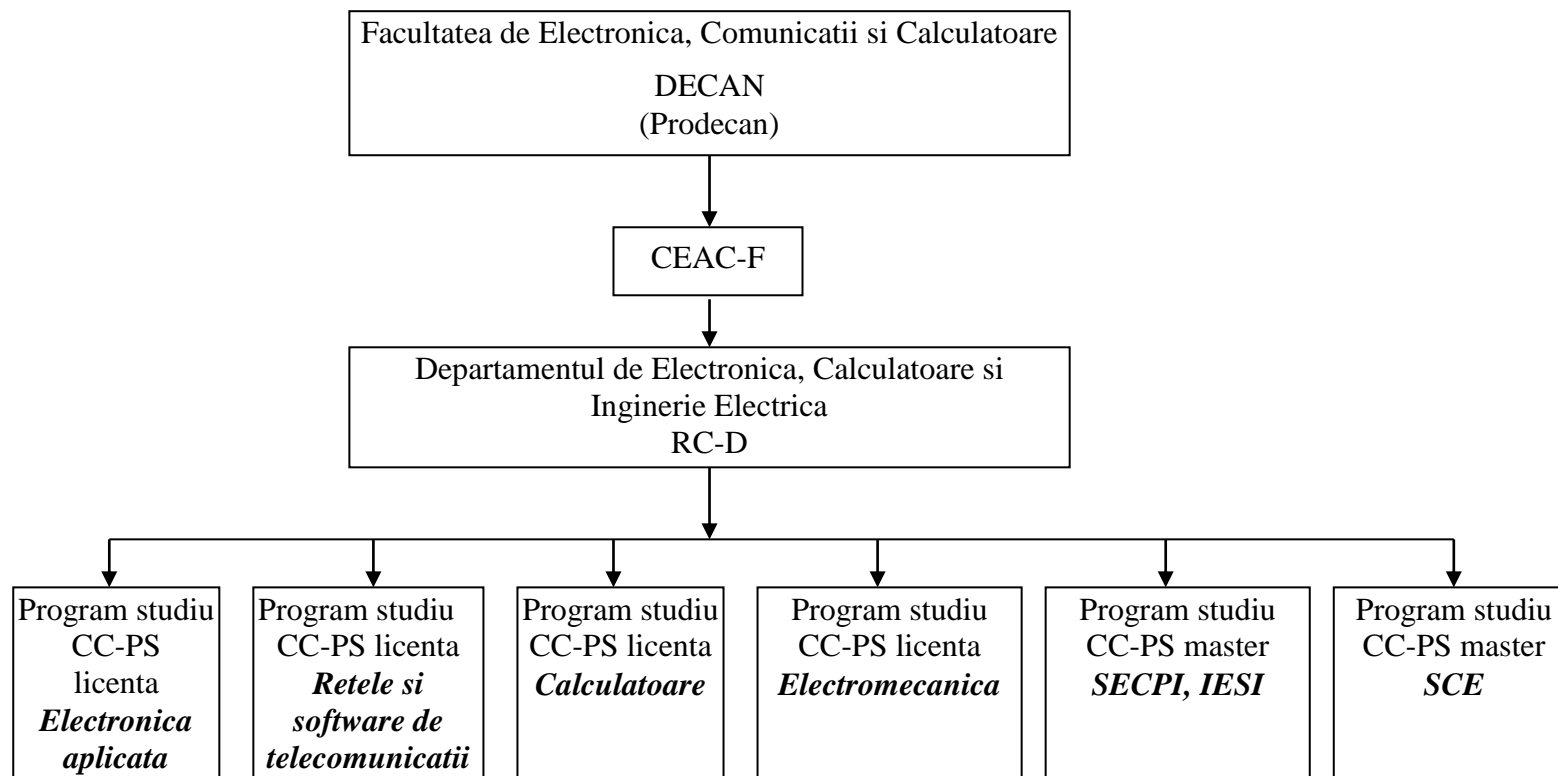 Facultatea de Electronica, Comunicatii si Calculatoare
DECAN
(Prodecan)
CEAC-F
Departamentul de Electronica, Calculatoare si
Inginerie Electrica
RC-D
Program studiu
CC-PS
licenta
Electronica
aplicata
Program studiu
CC-PS licenta
Retele si
software de
telecomunicatii
Program studiu
CC-PS licenta
Calculatoare
Program studiu
CC-PS licenta
Electromecanica
Program studiu
CC-PS master
SECPI, IESI
Program studiu
CC-PS master
SCE